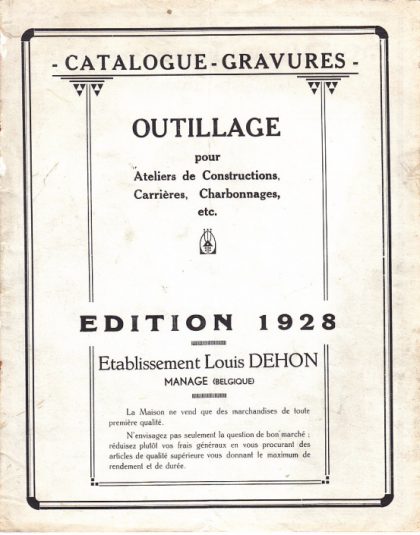 - CATALOGUE - GRAVURES -
OUTILLAGE
pour
Ateliers de Constructions,
Carrières, Charbonnages,
etc.
EDITION 1928
Etablissement Louis DEHON
MANAGE (BELGIQUE)
La Maison ne vend que des marchandises de toute
première qualité.
N'envisagez pas seulement la question de bon marché ;
réduisez plutôt vos frais généraux en vous procurant des
articles de qualité supérieure vous donnant le maximum de
rendement et de durée.